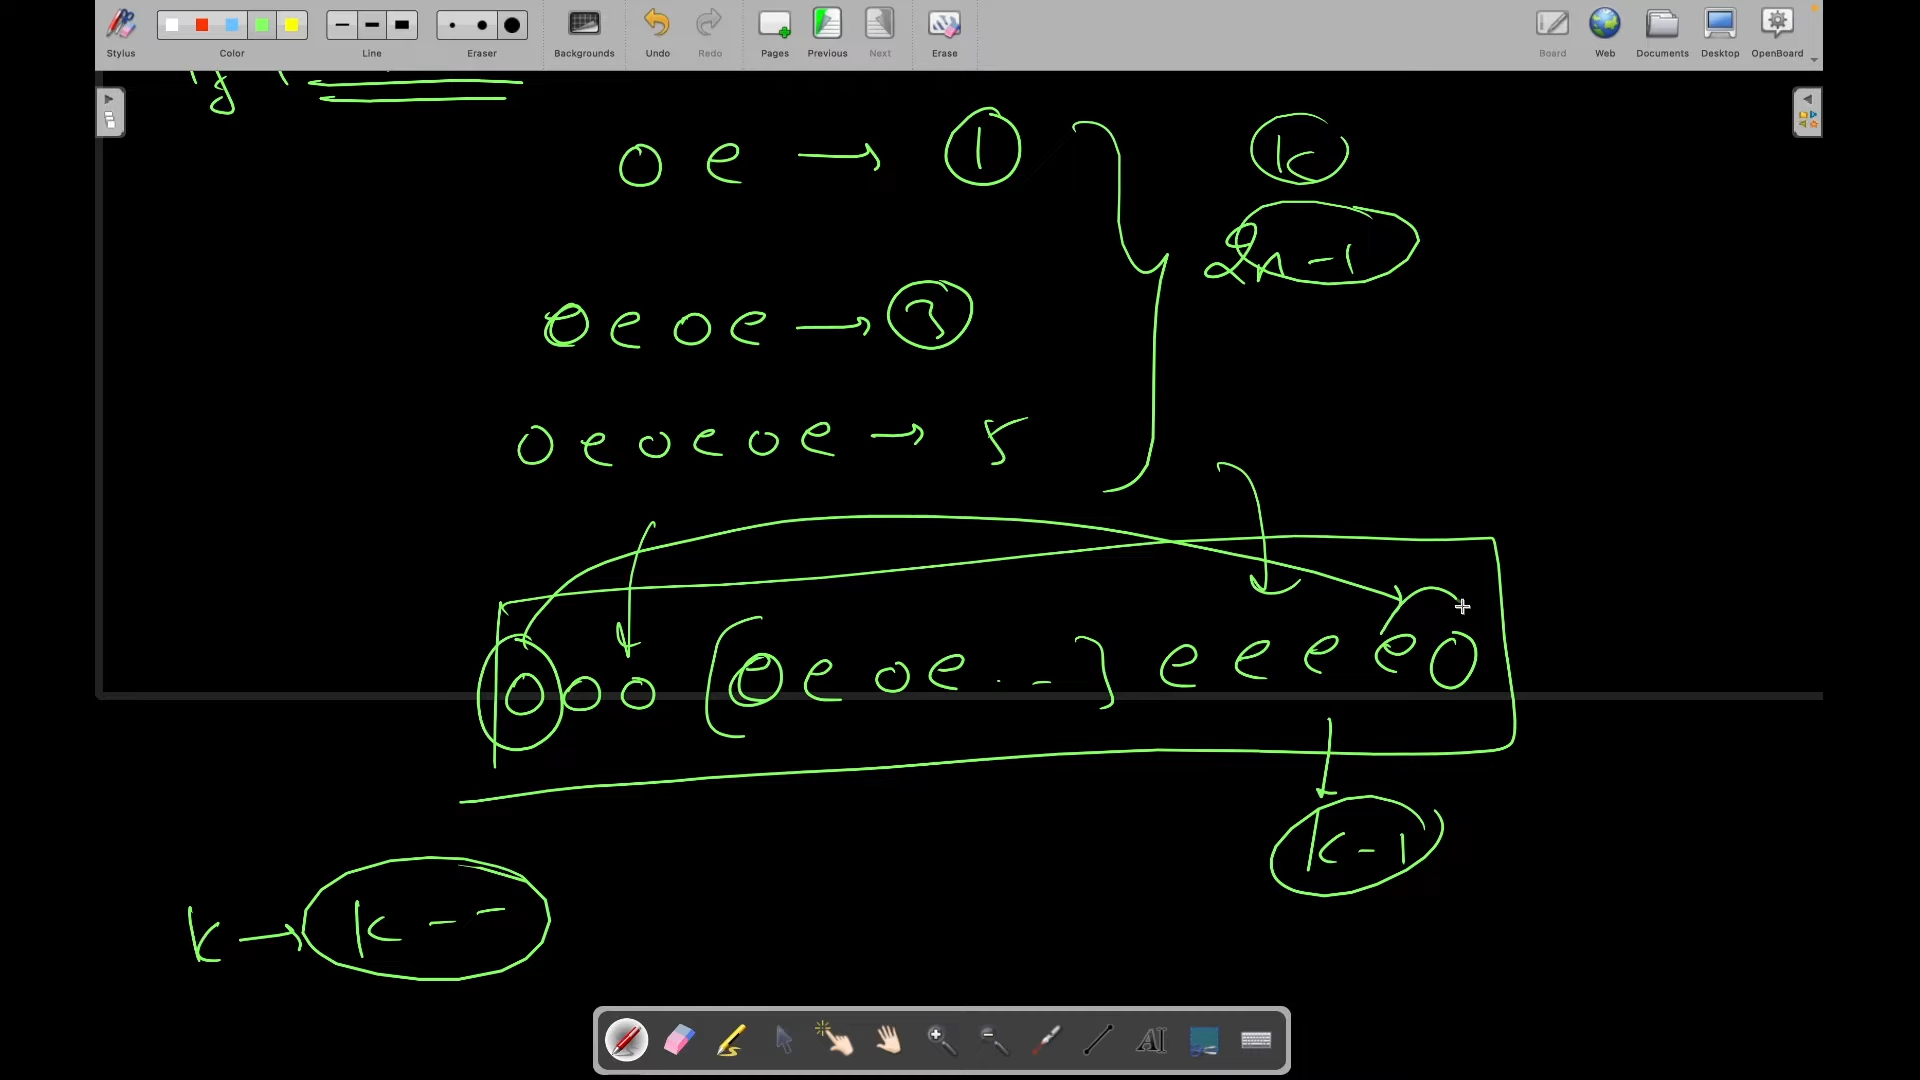 Stylus Color Line Eraser Backgrounds Undo Redo Pages Previous Next Erase Board Web Documents Desktop OpenBoard
o e → 1
k
2n-1
o e o e → 3
o e o e o e → 5
o o o [ o e o e . - ] e e e e o
k-1
k → k--
AI